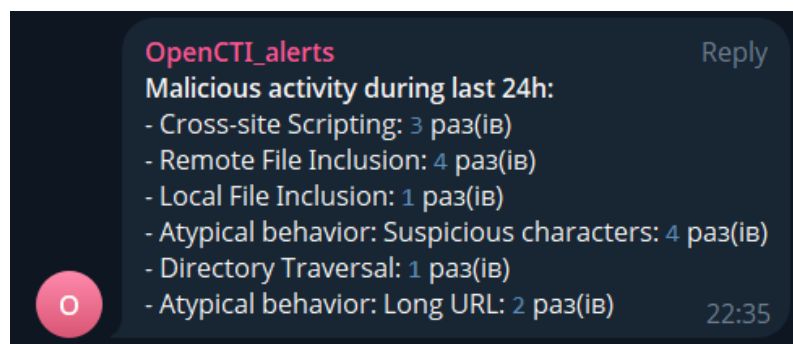 OpenCTI_alerts Reply
Malicious activity during last 24h:
- Cross-site Scripting: 3 раз(ів)
- Remote File Inclusion: 4 раз(ів)
- Local File Inclusion: 1 раз(ів)
- Atypical behavior: Suspicious characters: 4 раз(ів)
- Directory Traversal: 1 раз(ів)
- Atypical behavior: Long URL: 2 раз(ів)
O
22:35